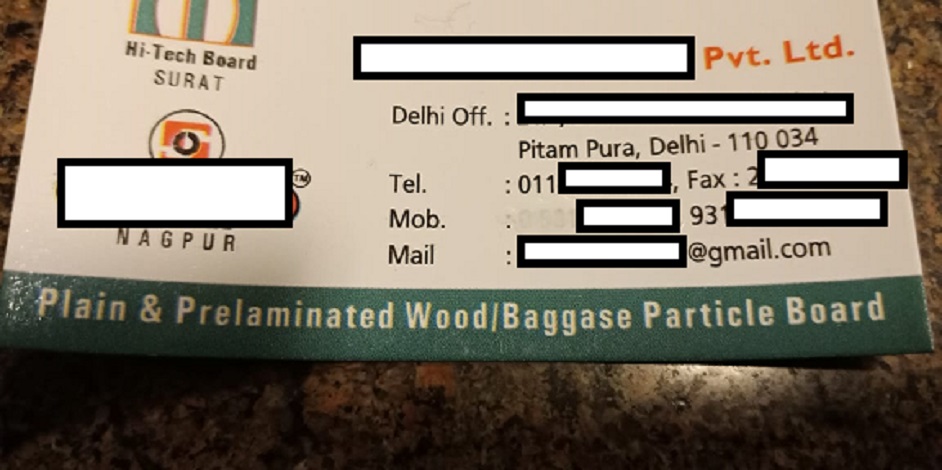 Hi-Tech Board
SURAT
Pvt. Ltd.
Delhi Off. :
Pitam Pura, Delhi - 110 034
Tel. : 011 , Fax : 2
Mob. : 931
Mail : @gmail.com
TM
NAGPUR
Plain & Prelaminated Wood/Baggase Particle Board